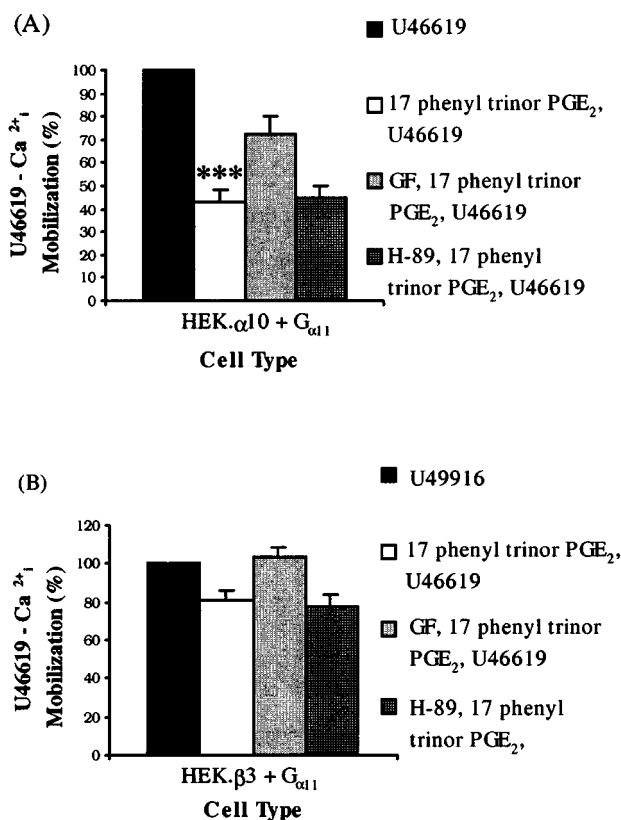 (A)
U46619 - Ca 2+ i
Mobilization (%)
100
90
80
70
60
50
40
30
20
10
0
***
HEK.α10 + Gα11
Cell Type
U46619
17 phenyl trinor PGE2,
U46619
GF, 17 phenyl trinor
PGE2, U46619
H-89, 17 phenyl
trinor PGE2, U46619
(B)
U46619 - Ca 2+ i
Mobilization (%)
120
100
80
60
40
20
0
HEK.β3 + Gα11
Cell Type
U49916
17 phenyl trinor PGE2,
U46619
GF, 17 phenyl trinor
PGE2, U46619
H-89, 17 phenyl
trinor PGE2,